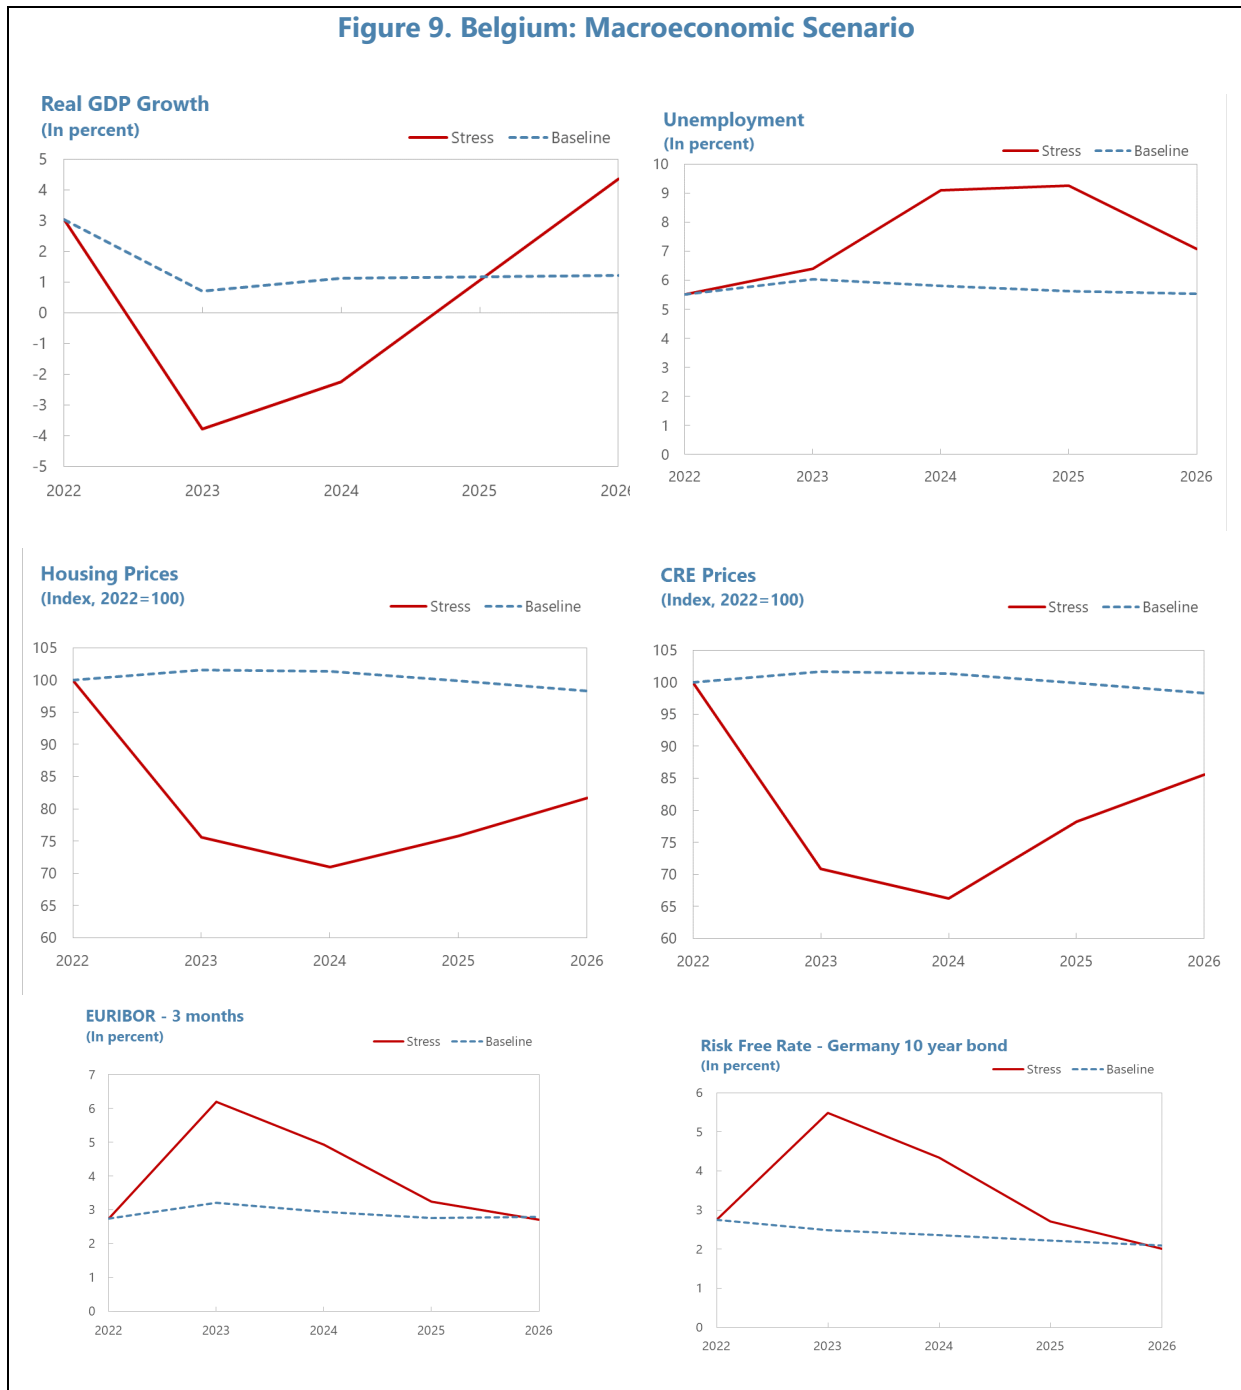 Figure 9. Belgium: Macroeconomic Scenario
Real GDP Growth
(In percent)
Stress Baseline
5
4
3
2
1
0
-1
-2
-3
-4
-5
2022 2023 2024 2025 2026
Unemployment
(In percent)
Stress Baseline
10
9
8
7
6
5
4
3
2
1
0
2022 2023 2024 2025 2026
Housing Prices
(Index, 2022=100)
Stress Baseline
105
100
95
90
85
80
75
70
65
60
2022 2023 2024 2025 2026
CRE Prices
(Index, 2022=100)
Stress Baseline
105
100
95
90
85
80
75
70
65
60
2022 2023 2024 2025 2026
EURIBOR - 3 months
(In percent)
Stress Baseline
7
6
5
4
3
2
1
0
2022 2023 2024 2025 2026
Risk Free Rate - Germany 10 year bond
(In percent)
Stress Baseline
6
5
4
3
2
1
0
2022 2023 2024 2025 2026